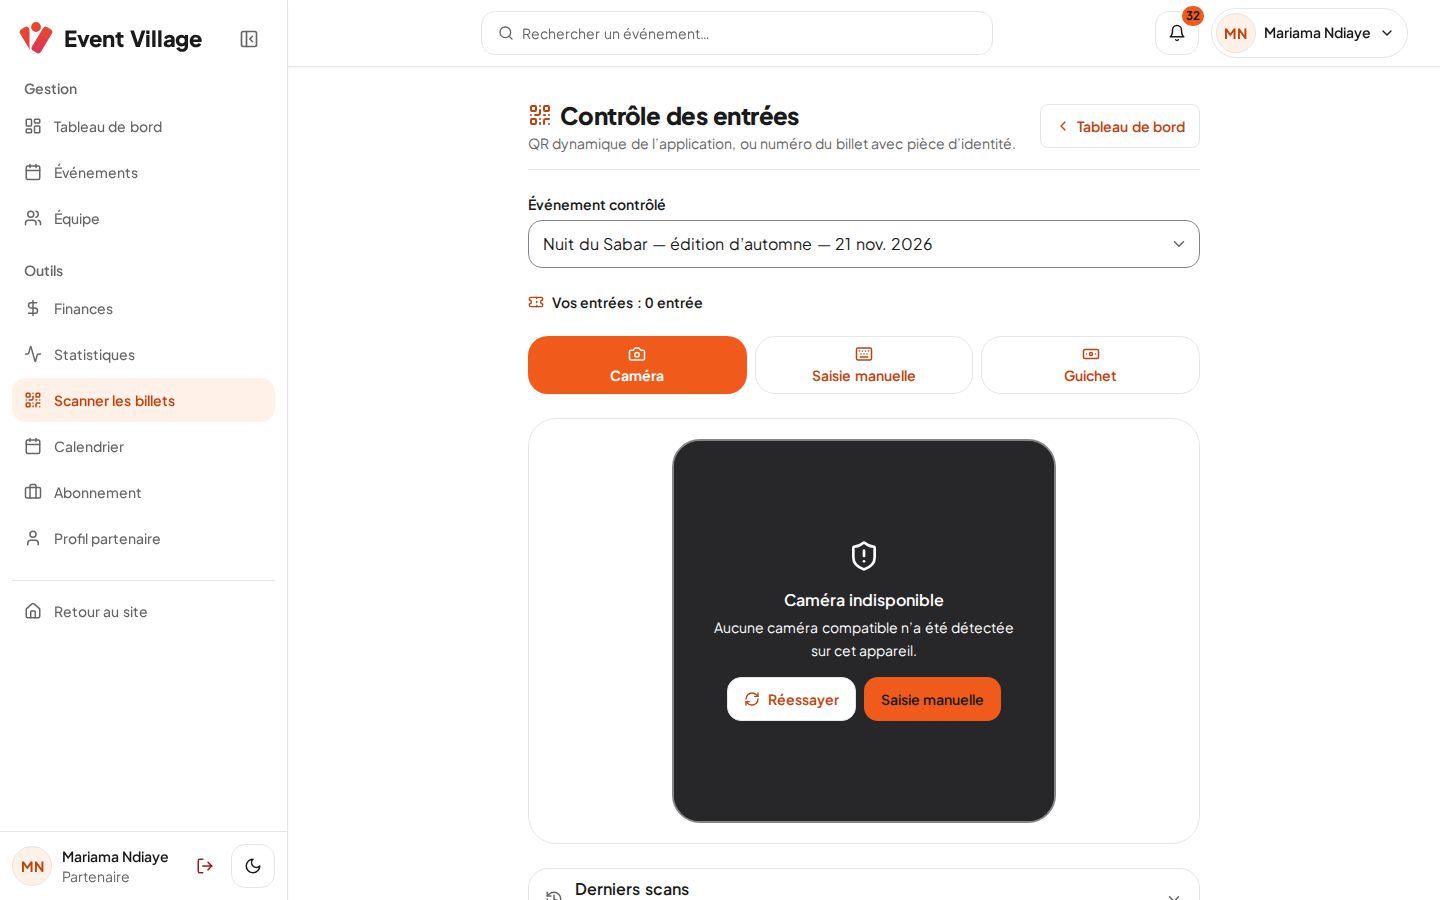 Event Village
Gestion
Tableau de bord
Événements
Équipe
Outils
Finances
Statistiques
Scanner les billets
Calendrier
Abonnement
Profil partenaire
Retour au site
MN
Mariama Ndiaye
Partenaire
Rechercher un événement...
32
MN
Mariama Ndiaye
Contrôle des entrées
QR dynamique de l'application, ou numéro du billet avec pièce d'identité.
Tableau de bord
Événement contrôlé
Nuit du Sabar — édition d'automne — 21 nov. 2026
Vos entrées : 0 entrée
Caméra
Saisie manuelle
Guichet
Caméra indisponible
Aucune caméra compatible n'a été détectée
sur cet appareil.
Réessayer
Saisie manuelle
Derniers scans